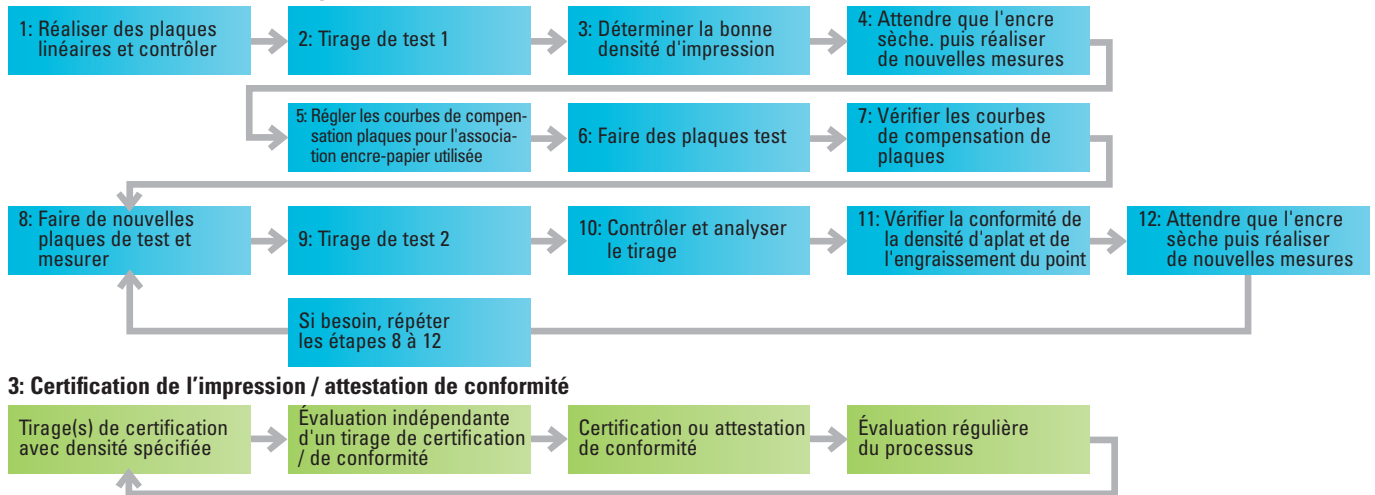 1: Réaliser des plaques
linéaires et contrôler
2: Tirage de test 1
3: Déterminer la bonne
densité d'impression
4: Attendre que l'encre
sèche. puis réaliser
de nouvelles mesures
5: Régler les courbes de compen-
sation plaques pour l'associa-
tion encre-papier utilisée
6: Faire des plaques test
7: Vérifier les courbes
de compensation de
plaques
8: Faire de nouvelles
plaques de test et
mesurer
9: Tirage de test 2
10: Contrôler et analyser
le tirage
11: Vérifier la conformité de
la densité d'aplat et de
l'engraissement du point
12: Attendre que l'encre
sèche puis réaliser
de nouvelles mesures
Si besoin, répéter
les étapes 8 à 12
3: Certification de l’impression / attestation de conformité
Tirage(s) de certification
avec densité spécifiée
Évaluation indépendante
d'un tirage de certification
/ de conformité
Certification ou attestation
de conformité
Évaluation régulière
du processus